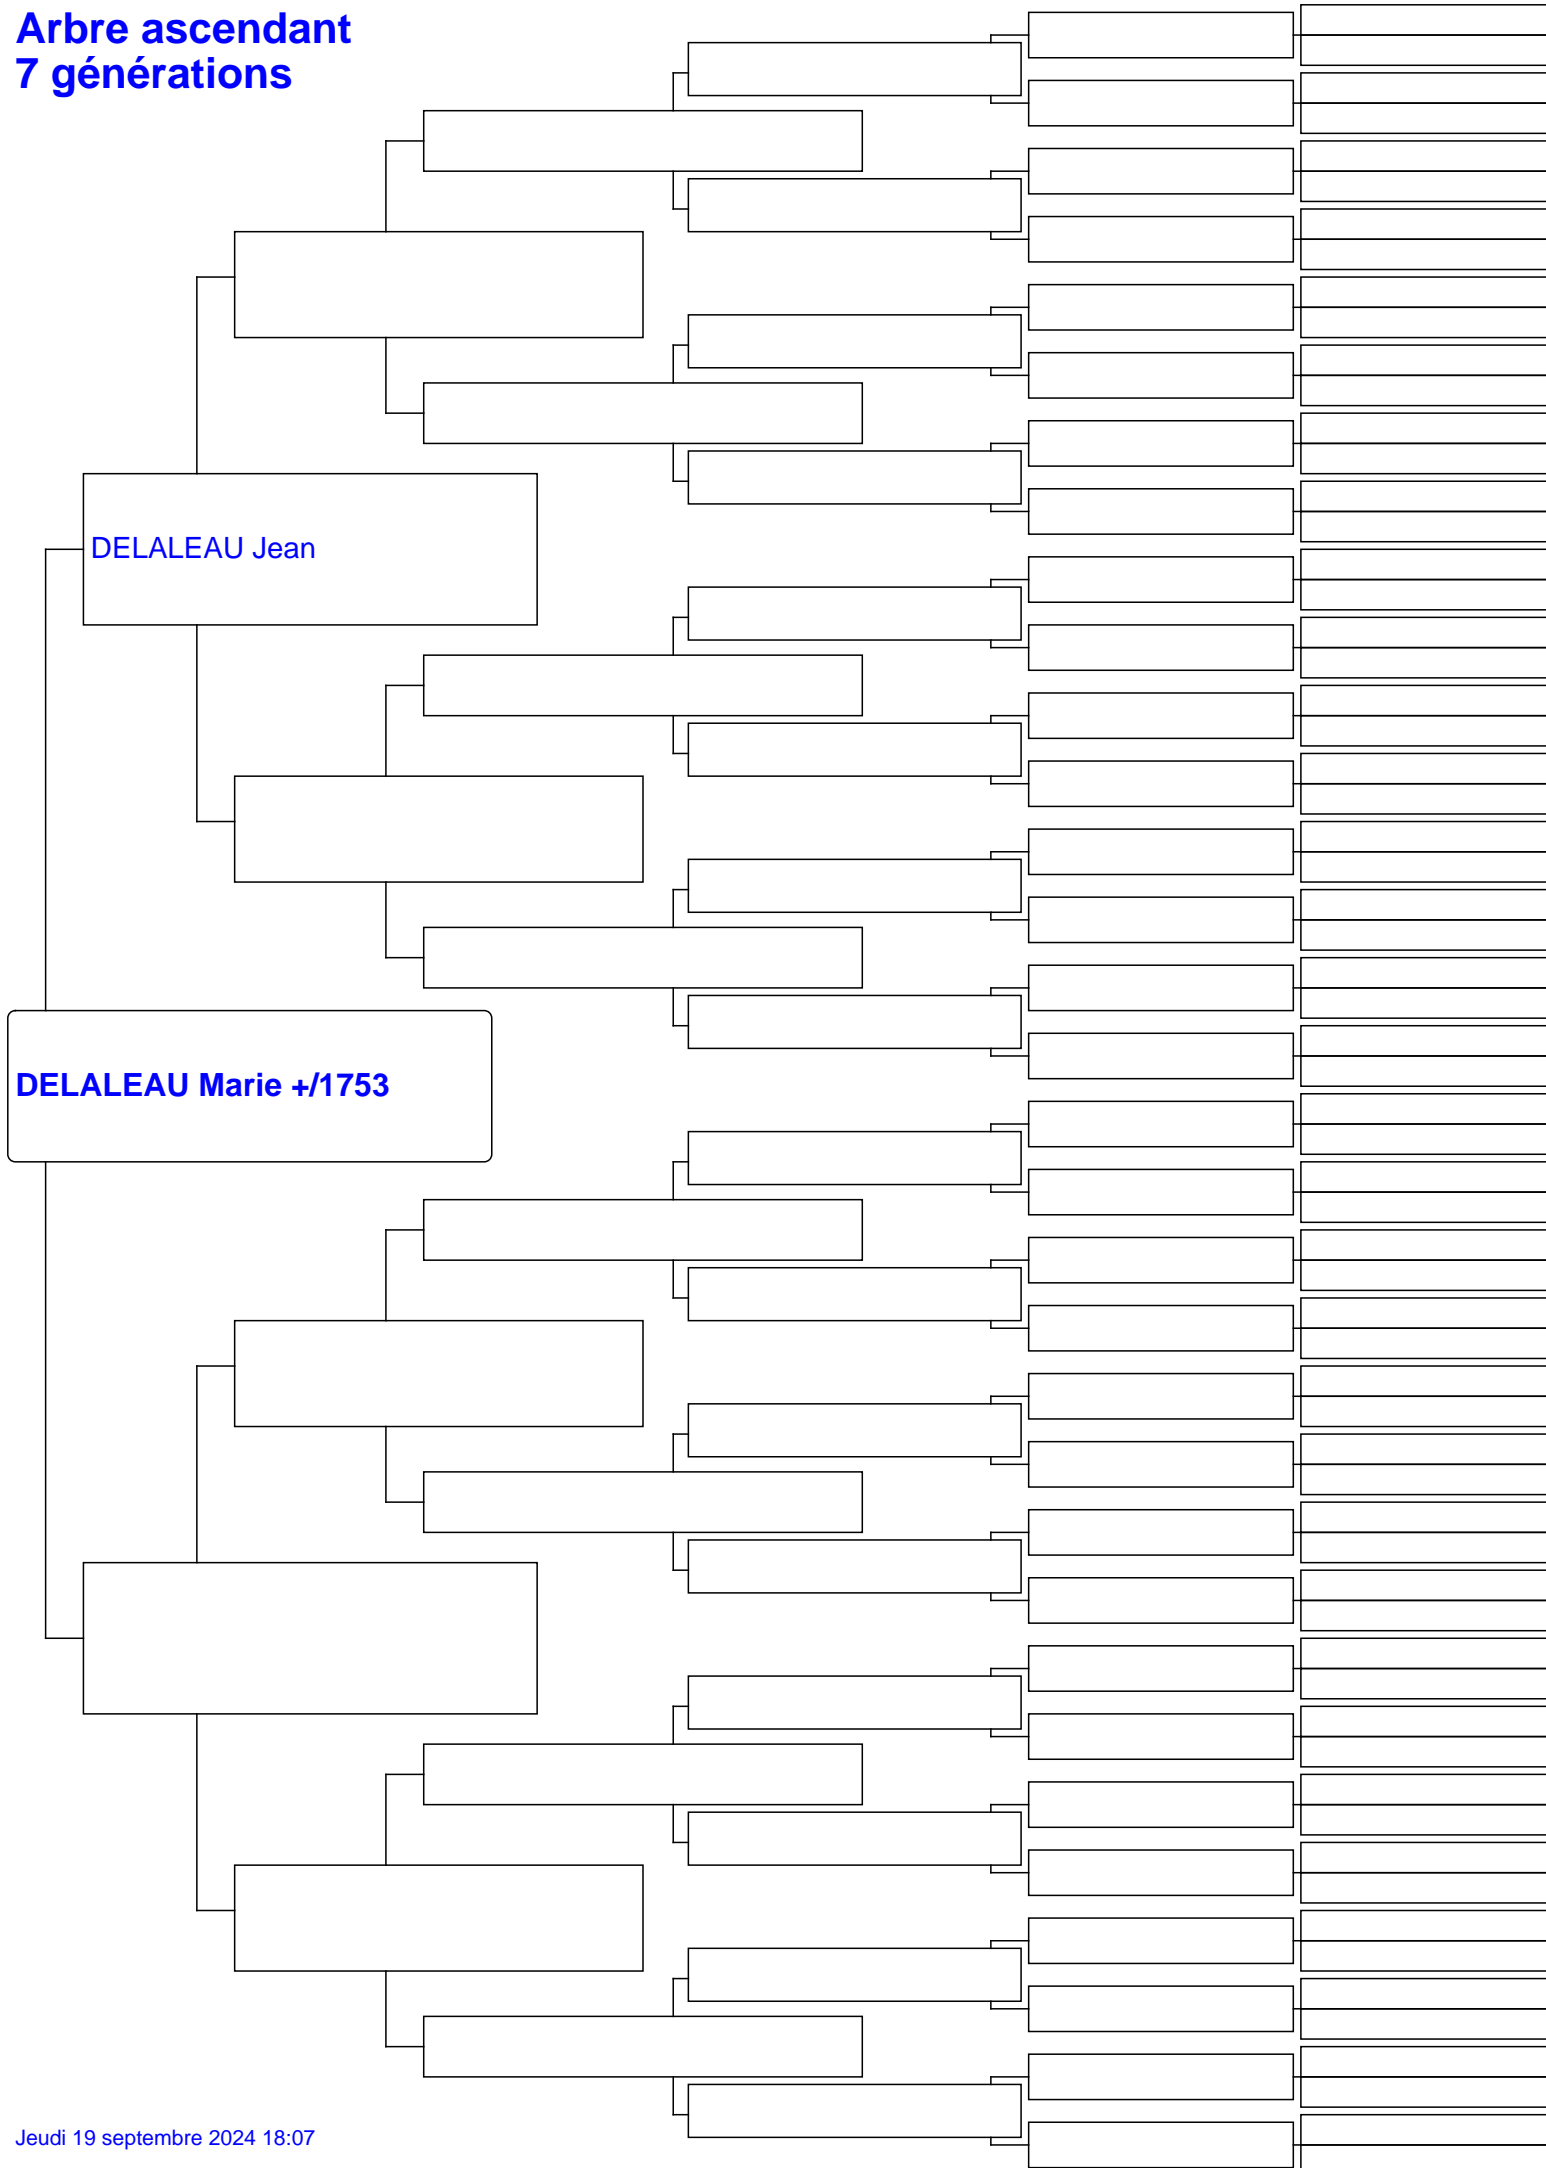 Arbre ascendant
7 générations
DELALEAU Jean
DELALEAU Marie +/1753
Jeudi 19 septembre 2024 18:07